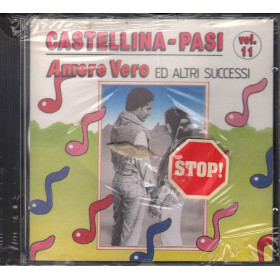 CASTELLINA-PASI
vol. 11
Amore Vero ED ALTRI SUCCESSI
STOP!